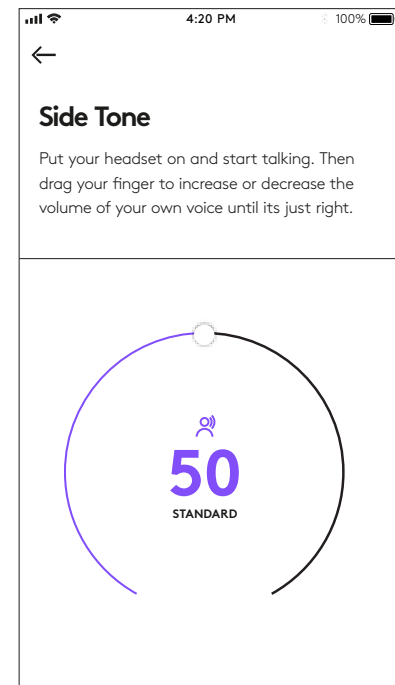 4:20 PM
100%
Side Tone
Put your headset on and start talking. Then
drag your finger to increase or decrease the
volume of your own voice until its just right.
50
STANDARD